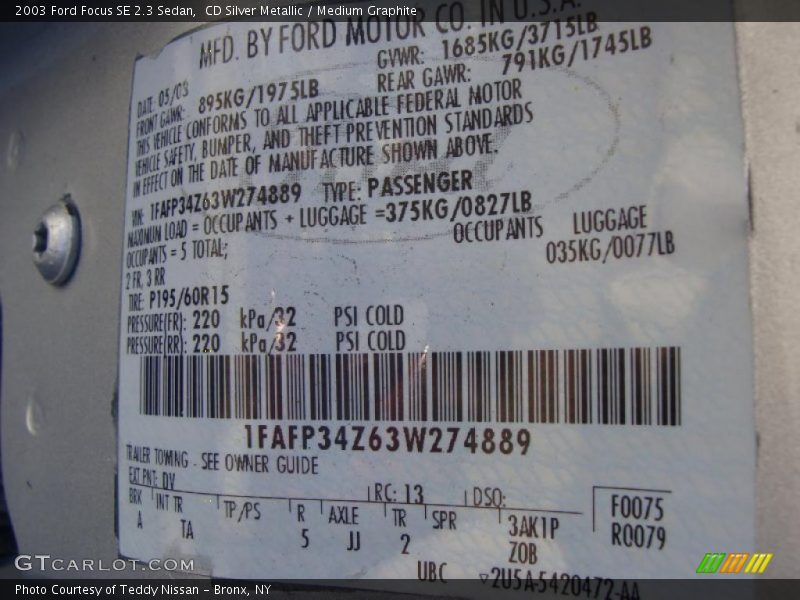 2003 Ford Focus SE 2.3 Sedan, CD Silver Metallic / Medium Graphite
MFD. BY FORD MOTOR CO. IN U.S.A.
DATE 05/03 GVWR: 1685KG/3715LB
FRONT GAWR: 895KG/1975LB REAR GAWR: 791KG/1745LB
THIS VEHICLE CONFORMS TO ALL APPLICABLE FEDERAL MOTOR
VEHICLE SAFETY, BUMPER, AND THEFT PREVENTION STANDARDS
IN EFFECT ON THE DATE OF MANUFACTURE SHOWN ABOVE.
VIN: 1FAFP34Z63W274889 TYPE: PASSENGER
MAXIMUM LOAD = OCCUPANTS + LUGGAGE =375KG/0827LB
OCCUPANTS = 5 TOTAL; OCCUPANTS LUGGAGE
2 FR, 3 RR 035KG/0077LB
TIRE: P195/60R15
PRESSURE(FR): 220 kPa/32 PSI COLD
PRESSURE(RR): 220 kPa/32 PSI COLD
1FAFP34Z63W274889
TRAILER TOWING - SEE OWNER GUIDE
EXT PNT: DV RC: 13 DSO:
BRK INT TR TP/PS R AXLE TR SPR 3AK1P F0075
A TA 5 JJ 2 Z0B R0079
UBC 2U5A-5420472-AA
GTCARLOT.COM
Photo Courtesy of Teddy Nissan - Bronx, NY